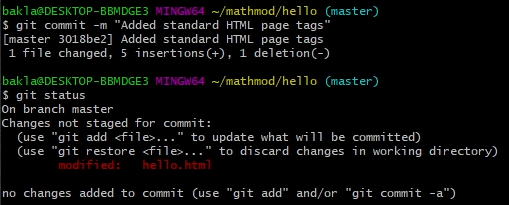 bakla@DESKTOP-BBMDGE3 MINGW64 ~/mathmod/hello (master)
$ git commit -m "Added standard HTML page tags"
[master 3018be2] Added standard HTML page tags
 1 file changed, 5 insertions(+), 1 deletion(-)

bakla@DESKTOP-BBMDGE3 MINGW64 ~/mathmod/hello (master)
$ git status
On branch master
Changes not staged for commit:
  (use "git add <file>..." to update what will be committed)
  (use "git restore <file>..." to discard changes in working directory)
        modified:   hello.html

no changes added to commit (use "git add" and/or "git commit -a")